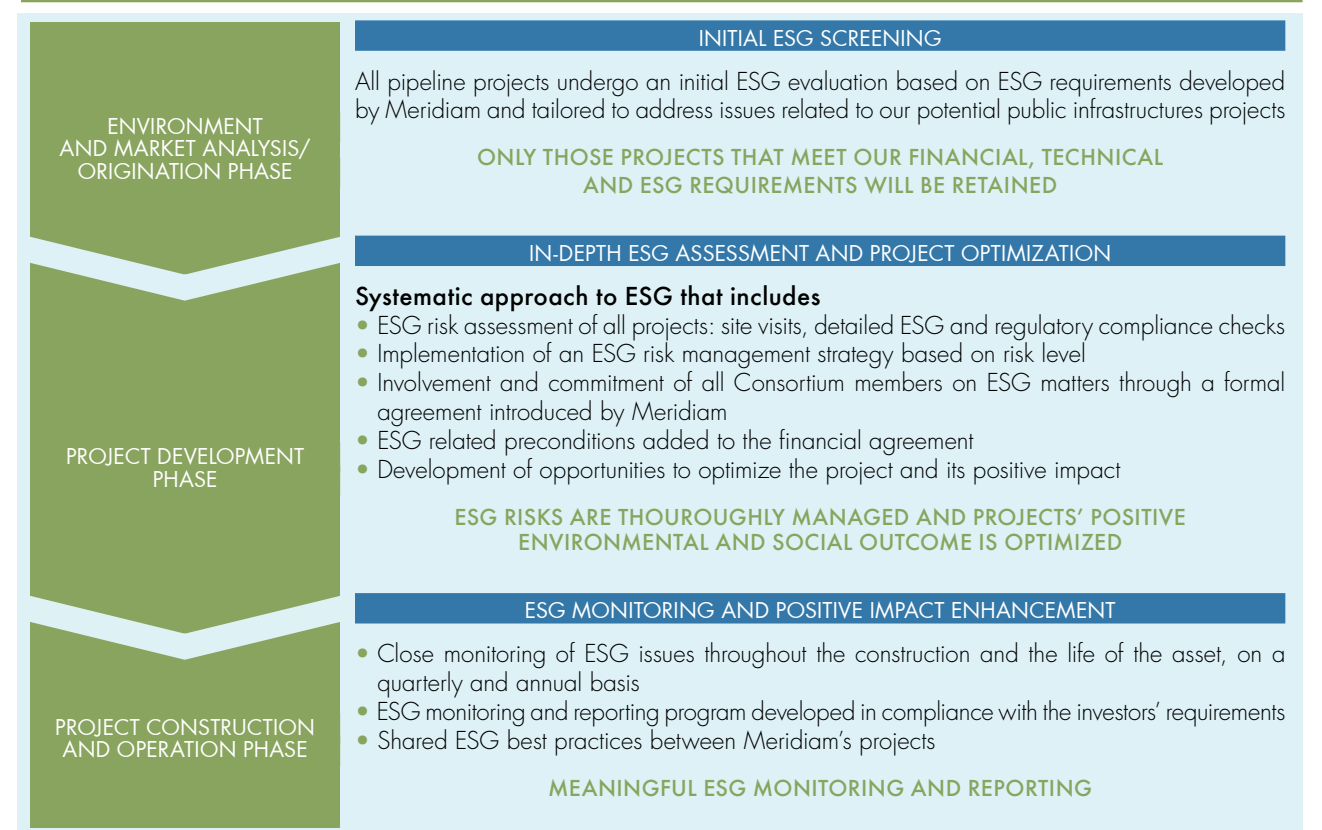 ENVIRONMENT
AND MARKET ANALYSIS/
ORIGINATION PHASE
INITIAL ESG SCREENING
All pipeline projects undergo an initial ESG evaluation based on ESG requirements developed
by Meridiam and tailored to address issues related to our potential public infrastructures projects
ONLY THOSE PROJECTS THAT MEET OUR FINANCIAL, TECHNICAL
AND ESG REQUIREMENTS WILL BE RETAINED
PROJECT DEVELOPMENT
PHASE
IN-DEPTH ESG ASSESSMENT AND PROJECT OPTIMIZATION
Systematic approach to ESG that includes
• ESG risk assessment of all projects: site visits, detailed ESG and regulatory compliance checks
• Implementation of an ESG risk management strategy based on risk level
• Involvement and commitment of all Consortium members on ESG matters through a formal
agreement introduced by Meridiam
• ESG related preconditions added to the financial agreement
• Development of opportunities to optimize the project and its positive impact
ESG RISKS ARE THOUROUGHLY MANAGED AND PROJECTS' POSITIVE
ENVIRONMENTAL AND SOCIAL OUTCOME IS OPTIMIZED
PROJECT CONSTRUCTION
AND OPERATION PHASE
ESG MONITORING AND POSITIVE IMPACT ENHANCEMENT
• Close monitoring of ESG issues throughout the construction and the life of the asset, on a
quarterly and annual basis
• ESG monitoring and reporting program developed in compliance with the investors' requirements
• Shared ESG best practices between Meridiam's projects
MEANINGFUL ESG MONITORING AND REPORTING